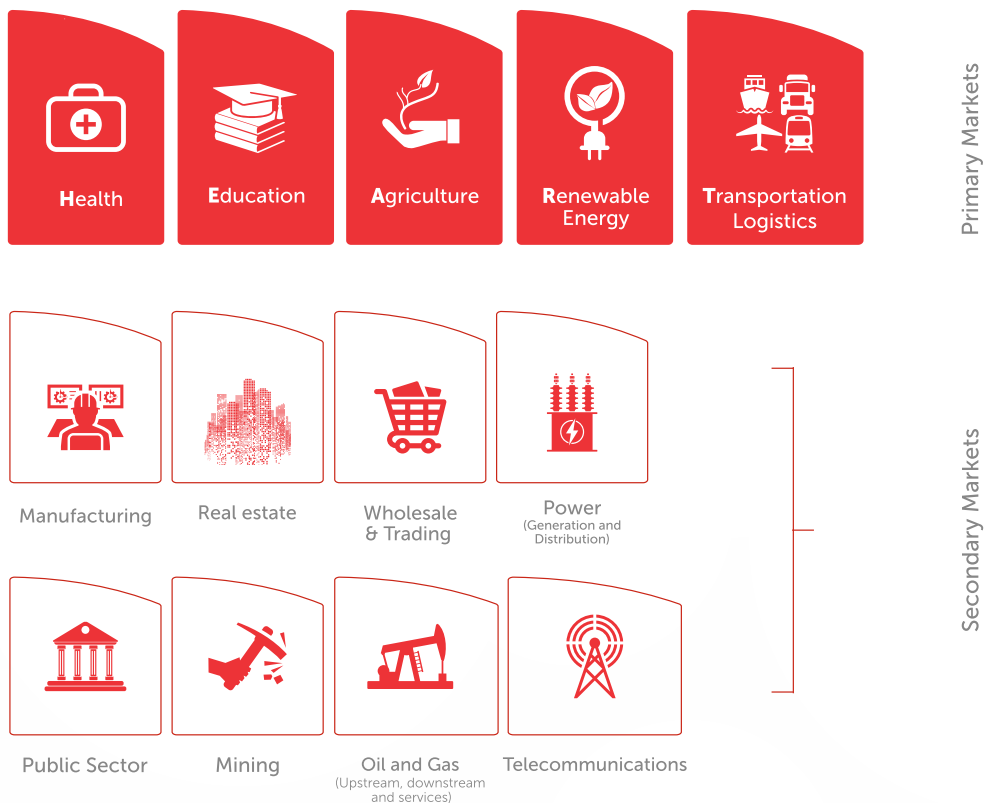 Health
Education
Agriculture
Renewable
Energy
Transportation
Logistics
Primary Markets
Manufacturing
Real estate
Wholesale
& Trading
Power
(Generation and
Distribution)
Secondary Markets
Public Sector
Mining
Oil and Gas
(Upstream, downstream
and services)
Telecommunications